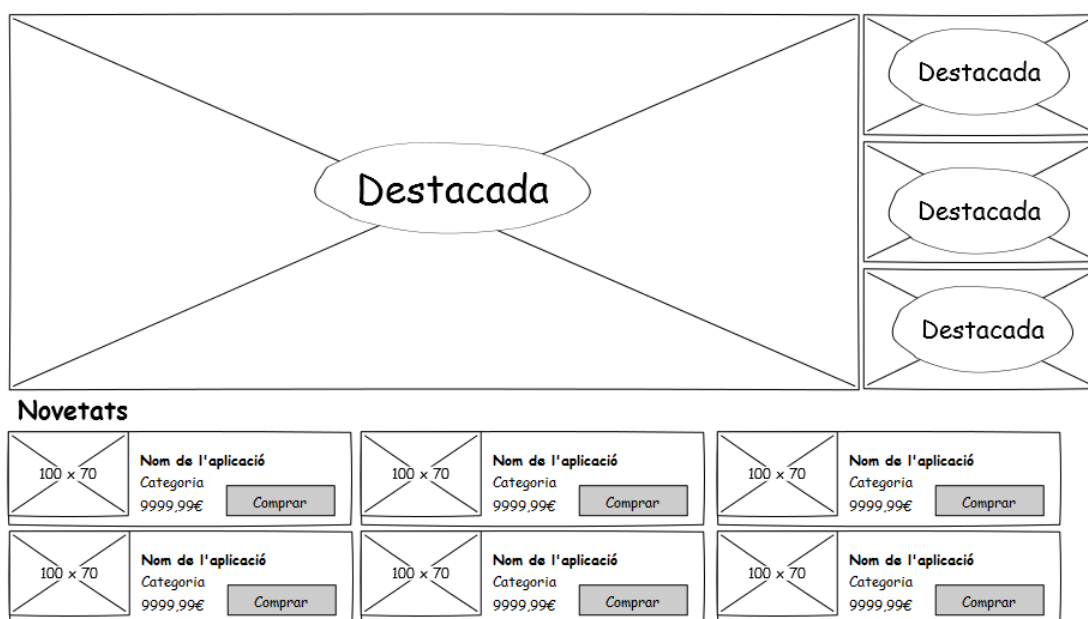 Destacada
Destacada
Destacada
Destacada
Novetats
100 x 70
Nom de l'aplicació
Categoria
9999,99€
Comprar
100 x 70
Nom de l'aplicació
Categoria
9999,99€
Comprar
100 x 70
Nom de l'aplicació
Categoria
9999,99€
Comprar
100 x 70
Nom de l'aplicació
Categoria
9999,99€
Comprar
100 x 70
Nom de l'aplicació
Categoria
9999,99€
Comprar
100 x 70
Nom de l'aplicació
Categoria
9999,99€
Comprar